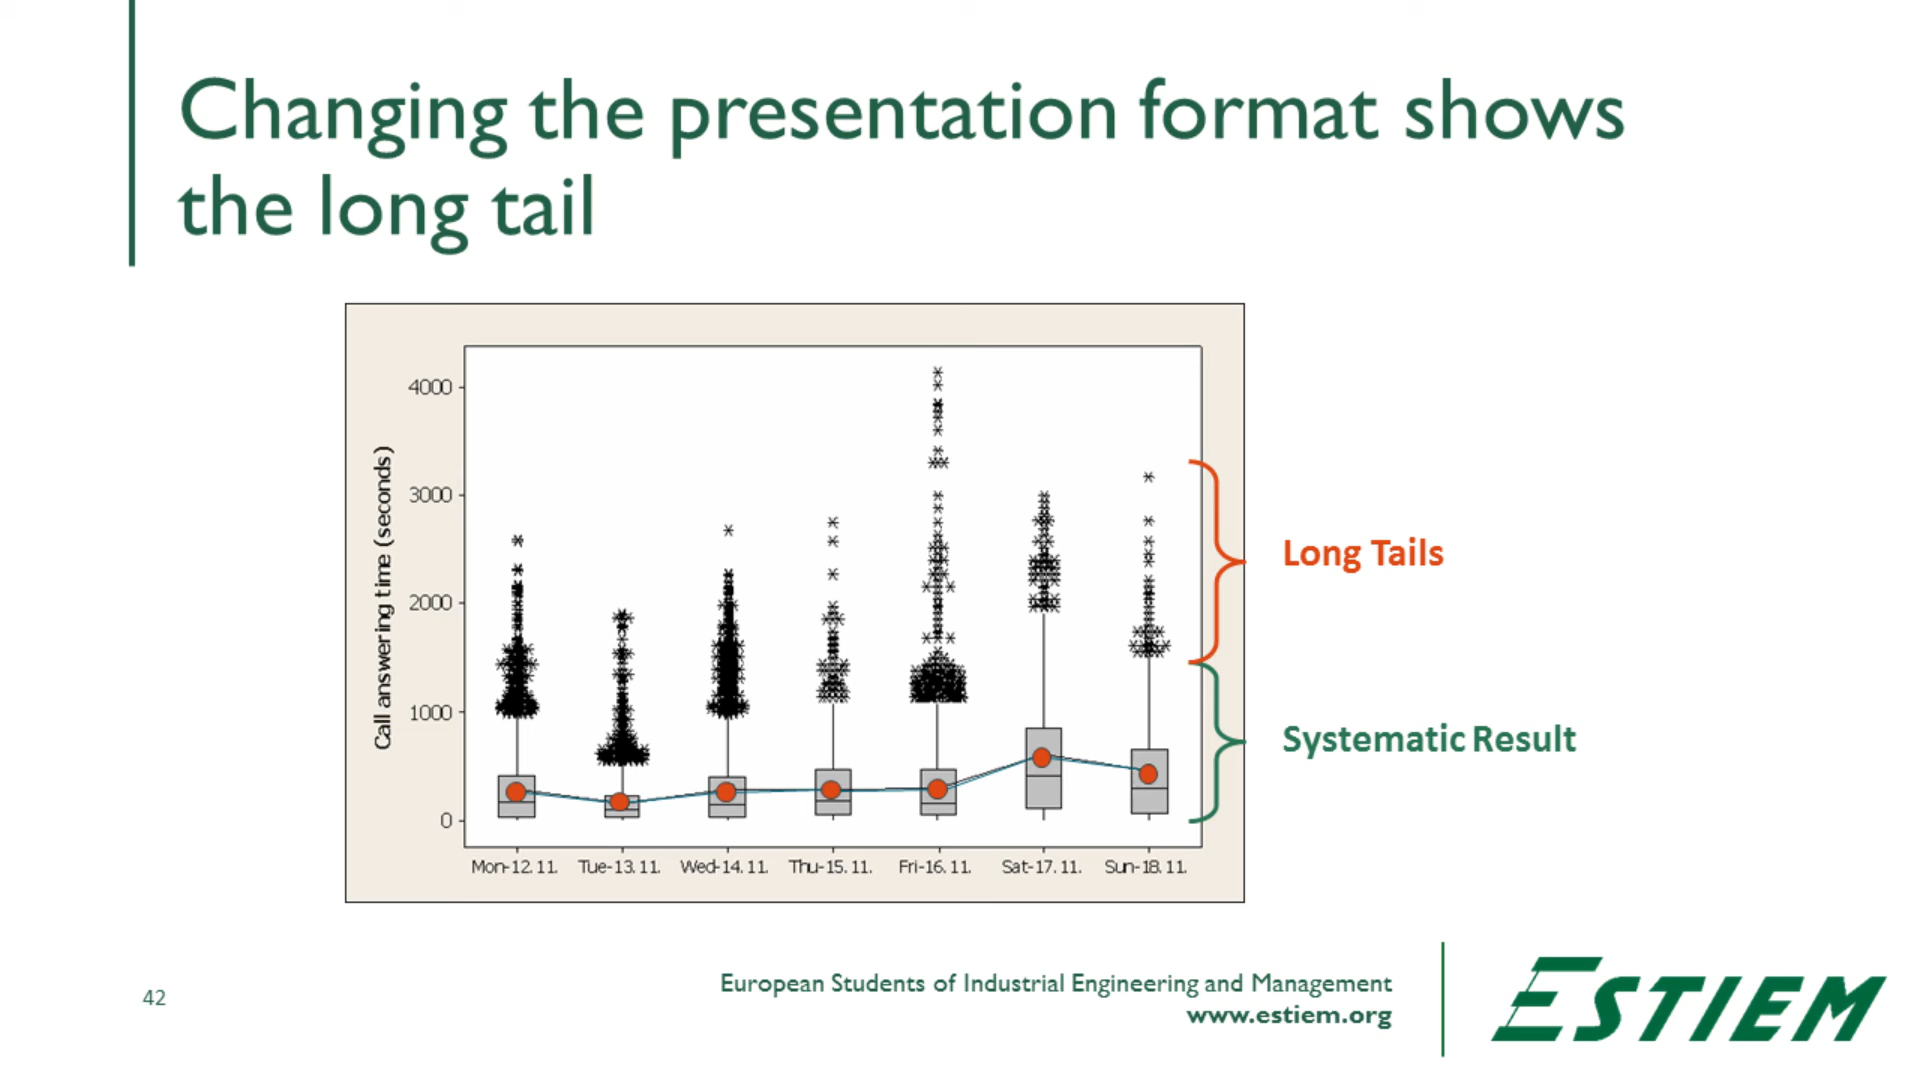 Changing the presentation format shows
the long tail
Call answering time (seconds)
4000
3000
2000
1000
0
Mon-12.11. Tue-13.11. Wed-14.11. Thu-15.11. Fri-16.11. Sat-17.11. Sun-18.11.
Long Tails
Systematic Result
42
European Students of Industrial Engineering and Management
www.estiem.org
ESTIEM